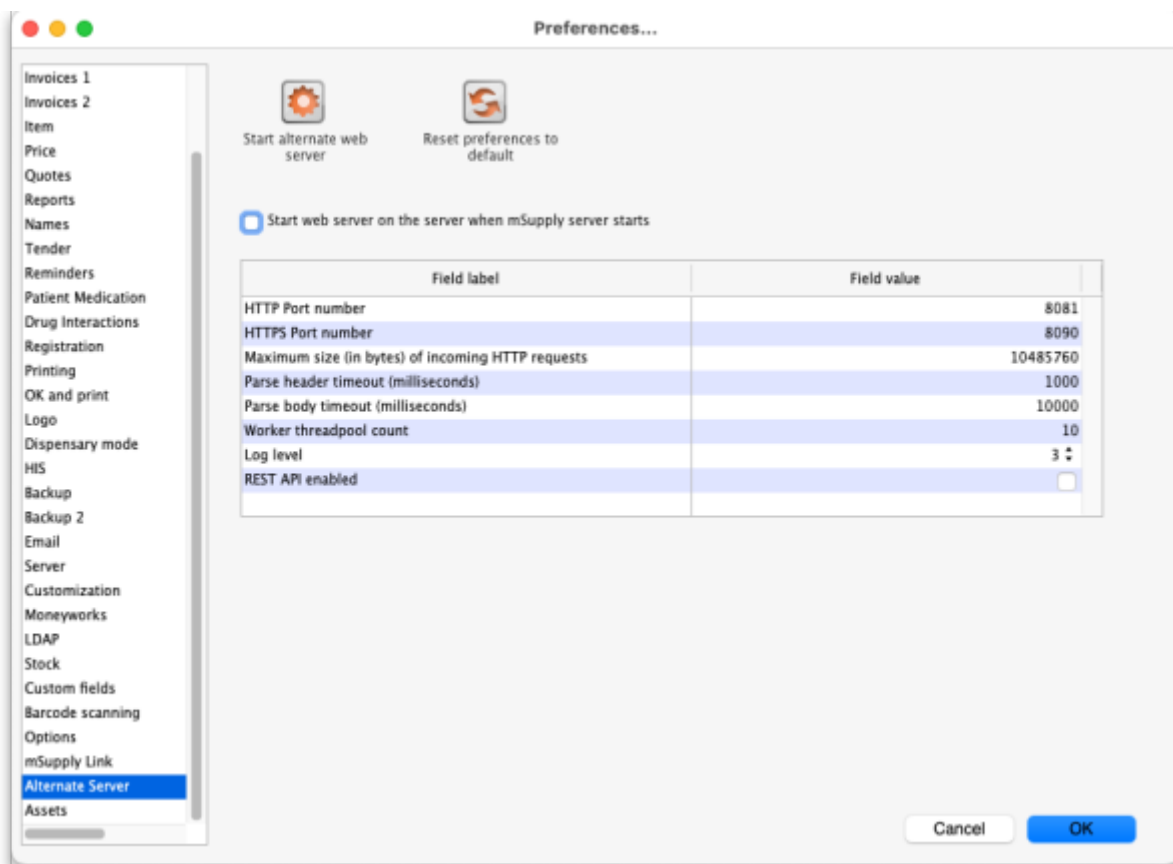 Preferences...
Invoices 1
Invoices 2
Item
Price
Quotes
Reports
Names
Tender
Reminders
Patient Medication
Drug Interactions
Registration
Printing
OK and print
Logo
Dispensary mode
HIS
Backup
Backup 2
Email
Server
Customization
Moneyworks
LDAP
Stock
Custom fields
Barcode scanning
Options
mSupply Link
Alternate Server
Assets
Start alternate web
server
Reset preferences to
default
Start web server on the server when mSupply server starts
Field label Field value
HTTP Port number 8081
HTTPS Port number 8090
Maximum size (in bytes) of incoming HTTP requests 10485760
Parse header timeout (milliseconds) 1000
Parse body timeout (milliseconds) 10000
Worker threadpool count 10
Log level 3
REST API enabled
Cancel OK